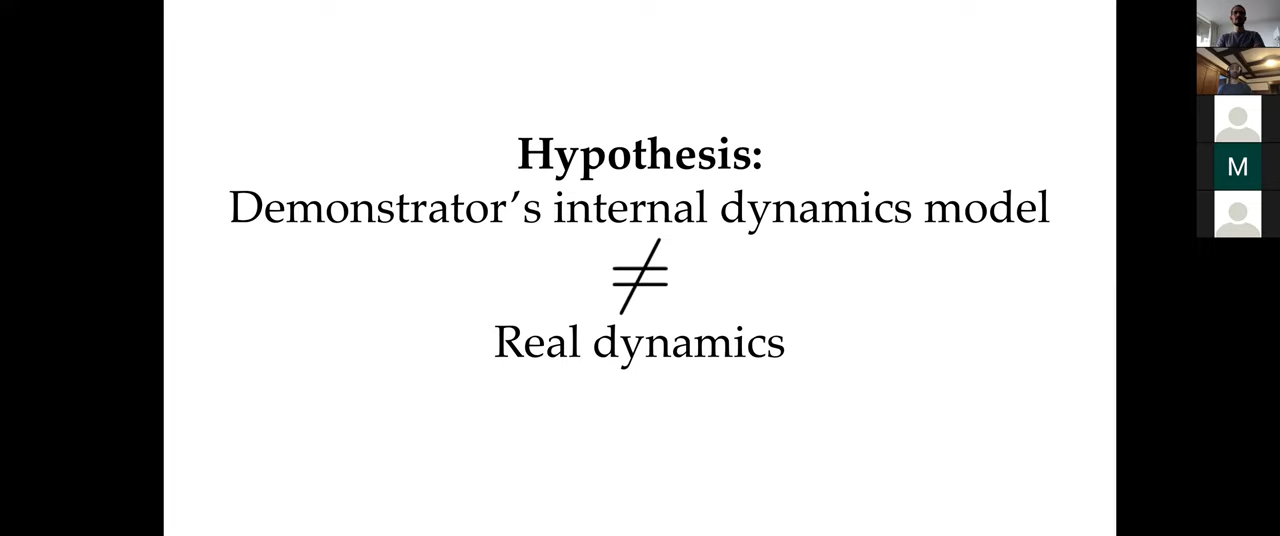 Hypothesis:
Demonstrator’s internal dynamics model
≠
Real dynamics
M